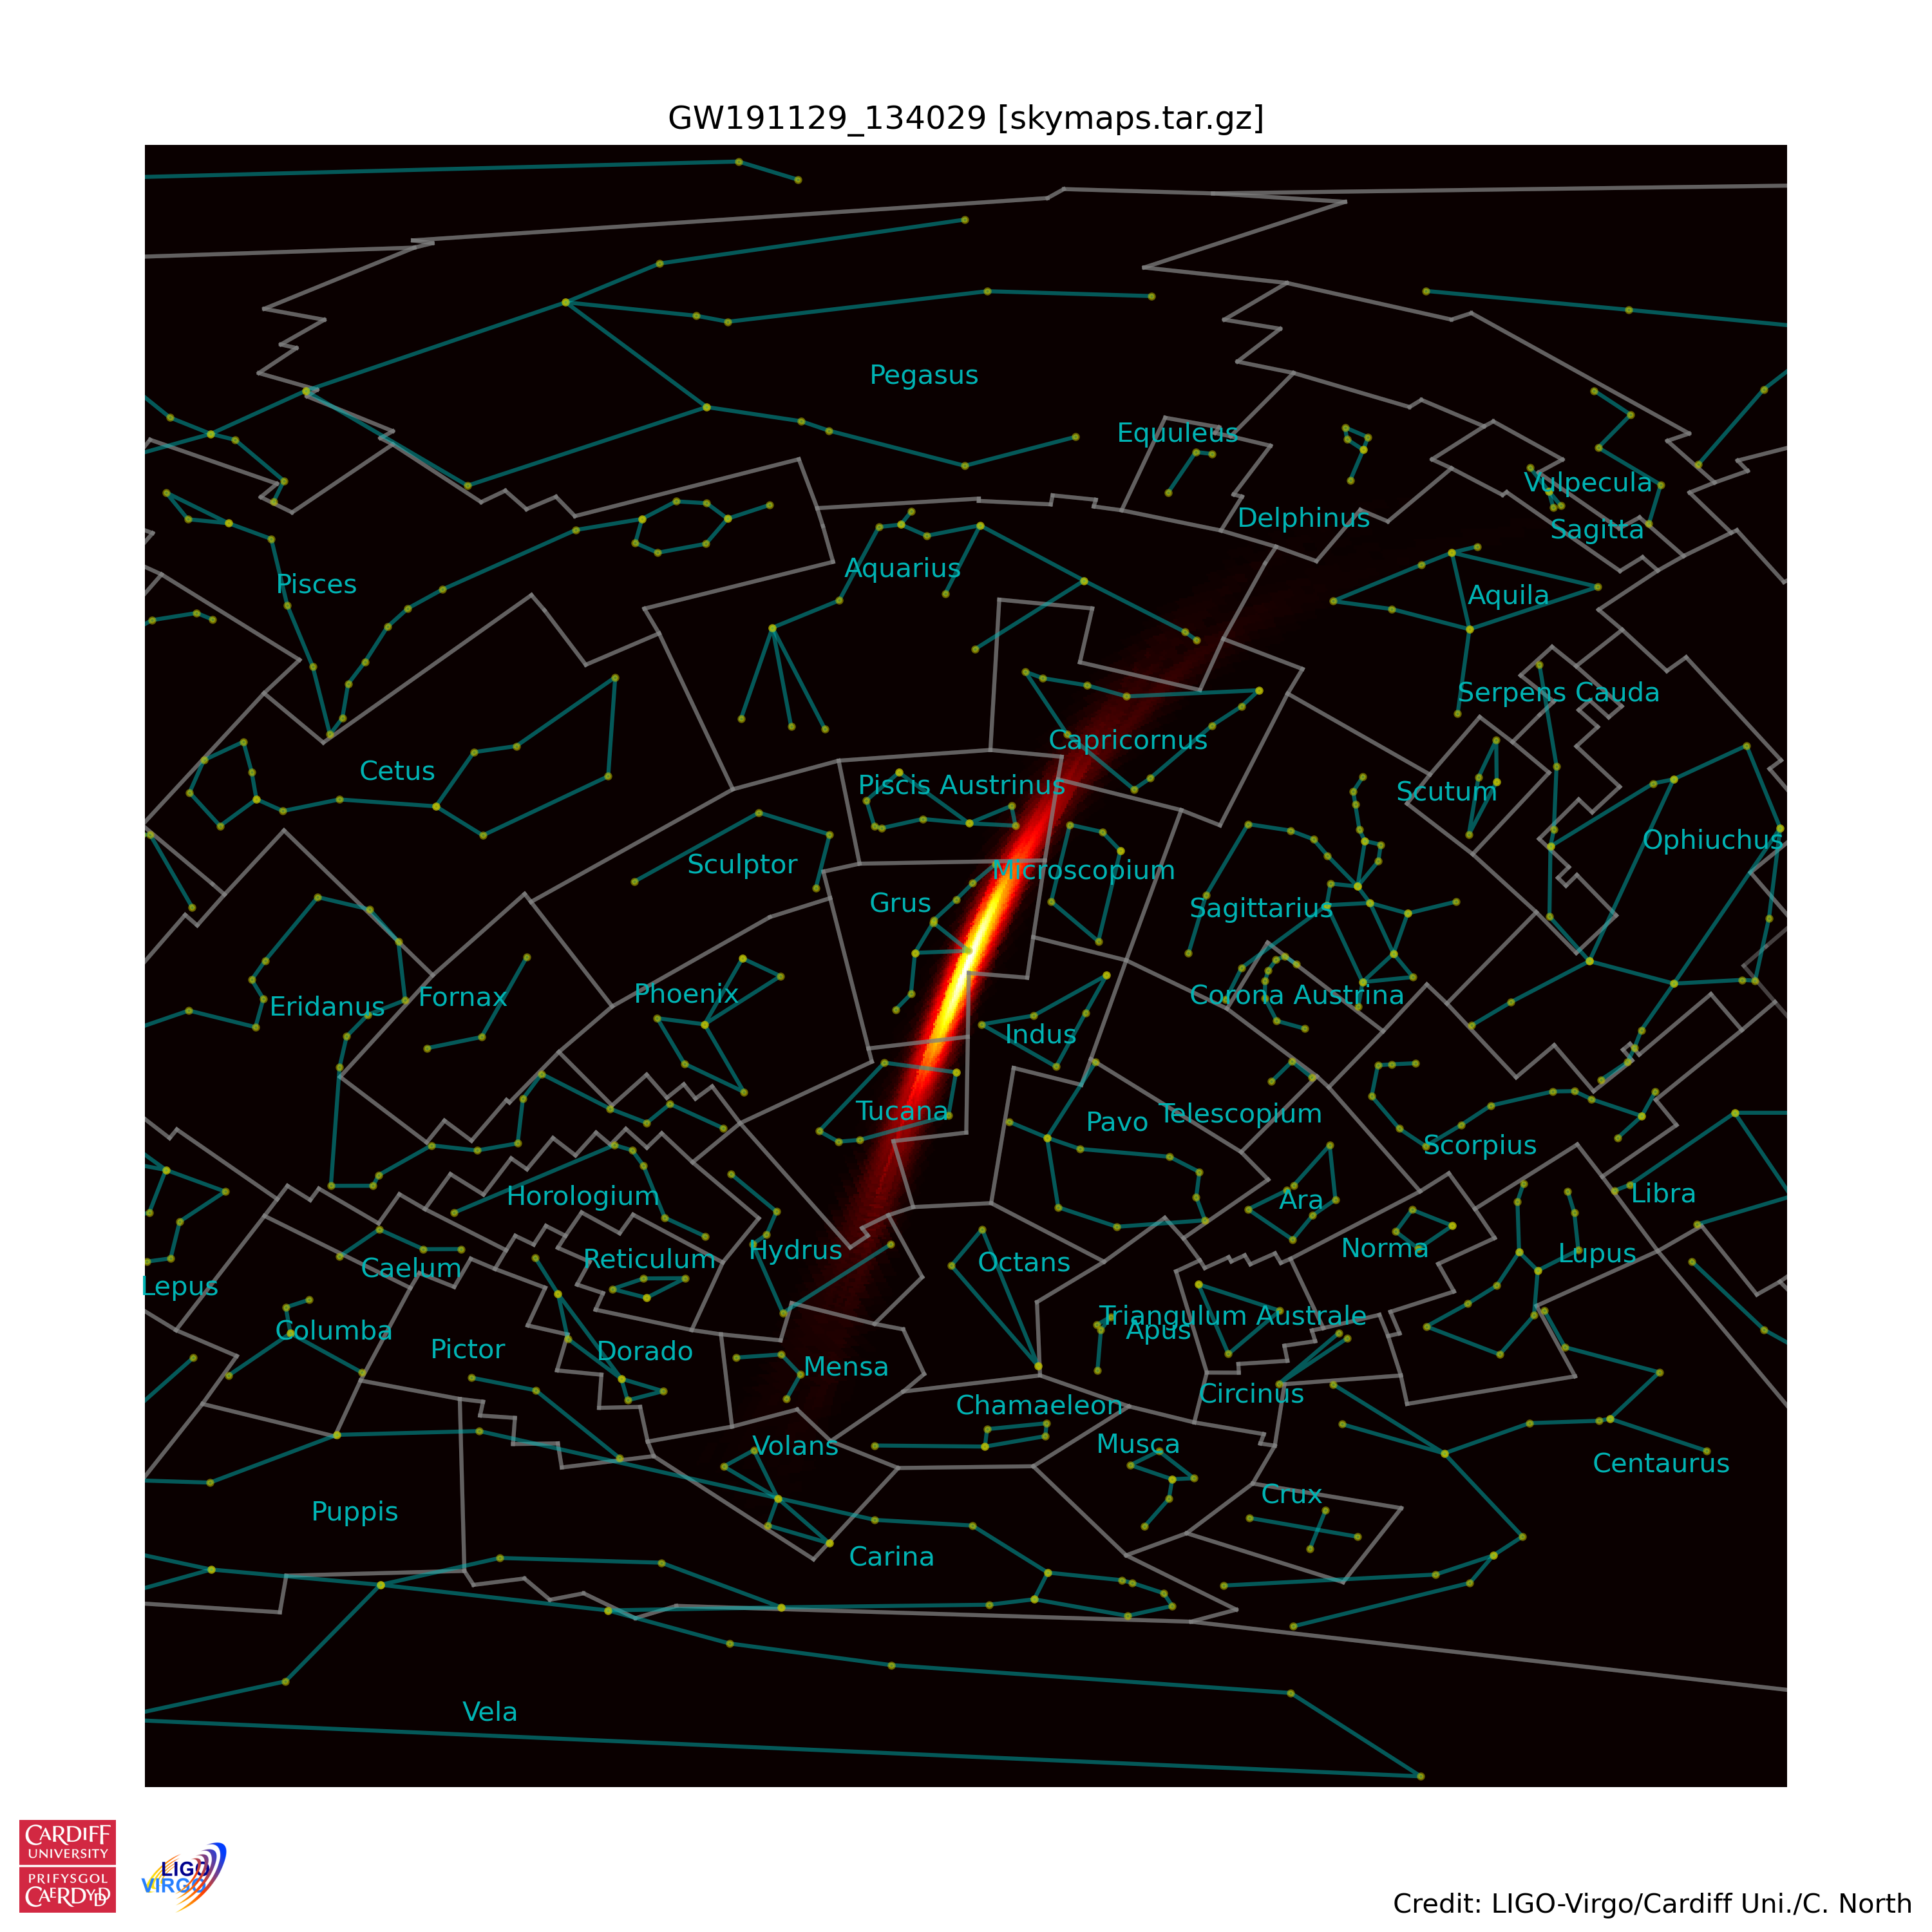 GW191129_134029 [skymaps.tar.gz]
Pegasus
Equuleus
Vulpecula
Delphinus
Sagitta
Aquarius
Pisces
Aquila
Serpens Cauda
Capricornus
Cetus
Piscis Austrinus
Scutum
Ophiuchus
Sculptor
Microscopium
Grus
Sagittarius
Phoenix
Fornax
Corona Austrina
Eridanus
Indus
Tucana
Telescopium
Pavo
Scorpius
Horologium
Libra
Ara
Hydrus
Norma
Lupus
Reticulum
Octans
Caelum
Lepus
Triangulum Australe
Columba
Apus
Pictor
Dorado
Mensa
Circinus
Chamaeleon
Musca
Volans
Centaurus
Crux
Puppis
Carina
Vela
CARDIFF
UNIVERSITY
PRIFYSGOL
CAERDYDD
LIGO
VIRGO
Credit: LIGO-Virgo/Cardiff Uni./C. North